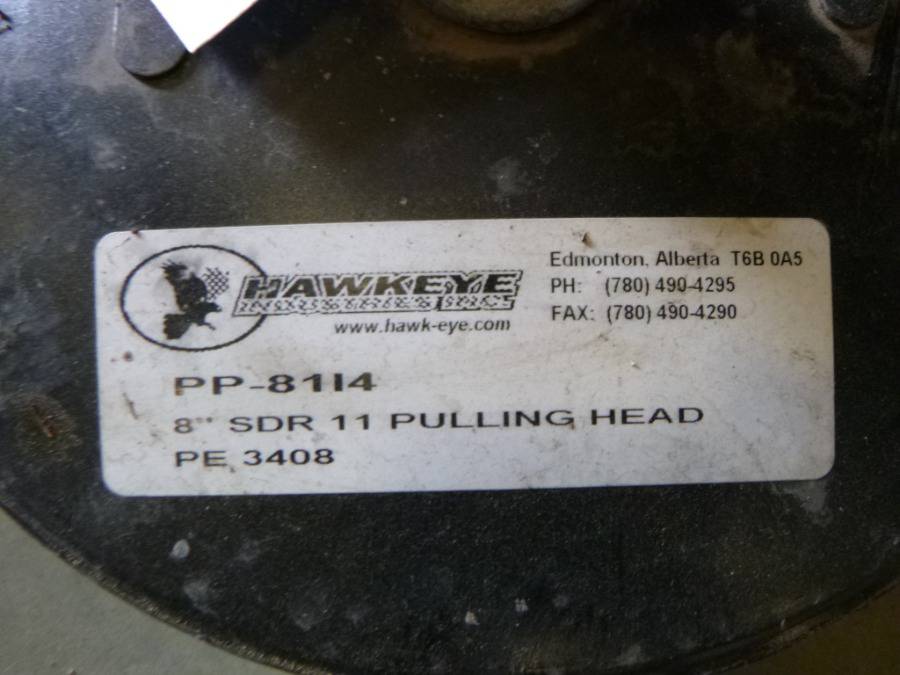 HAWKEYE
INDUSTRIES INC.
www.hawk-eye.com
Edmonton, Alberta T6B 0A5
PH: (780) 490-4295
FAX: (780) 490-4290
PP-81I4
8" SDR 11 PULLING HEAD
PE 3408